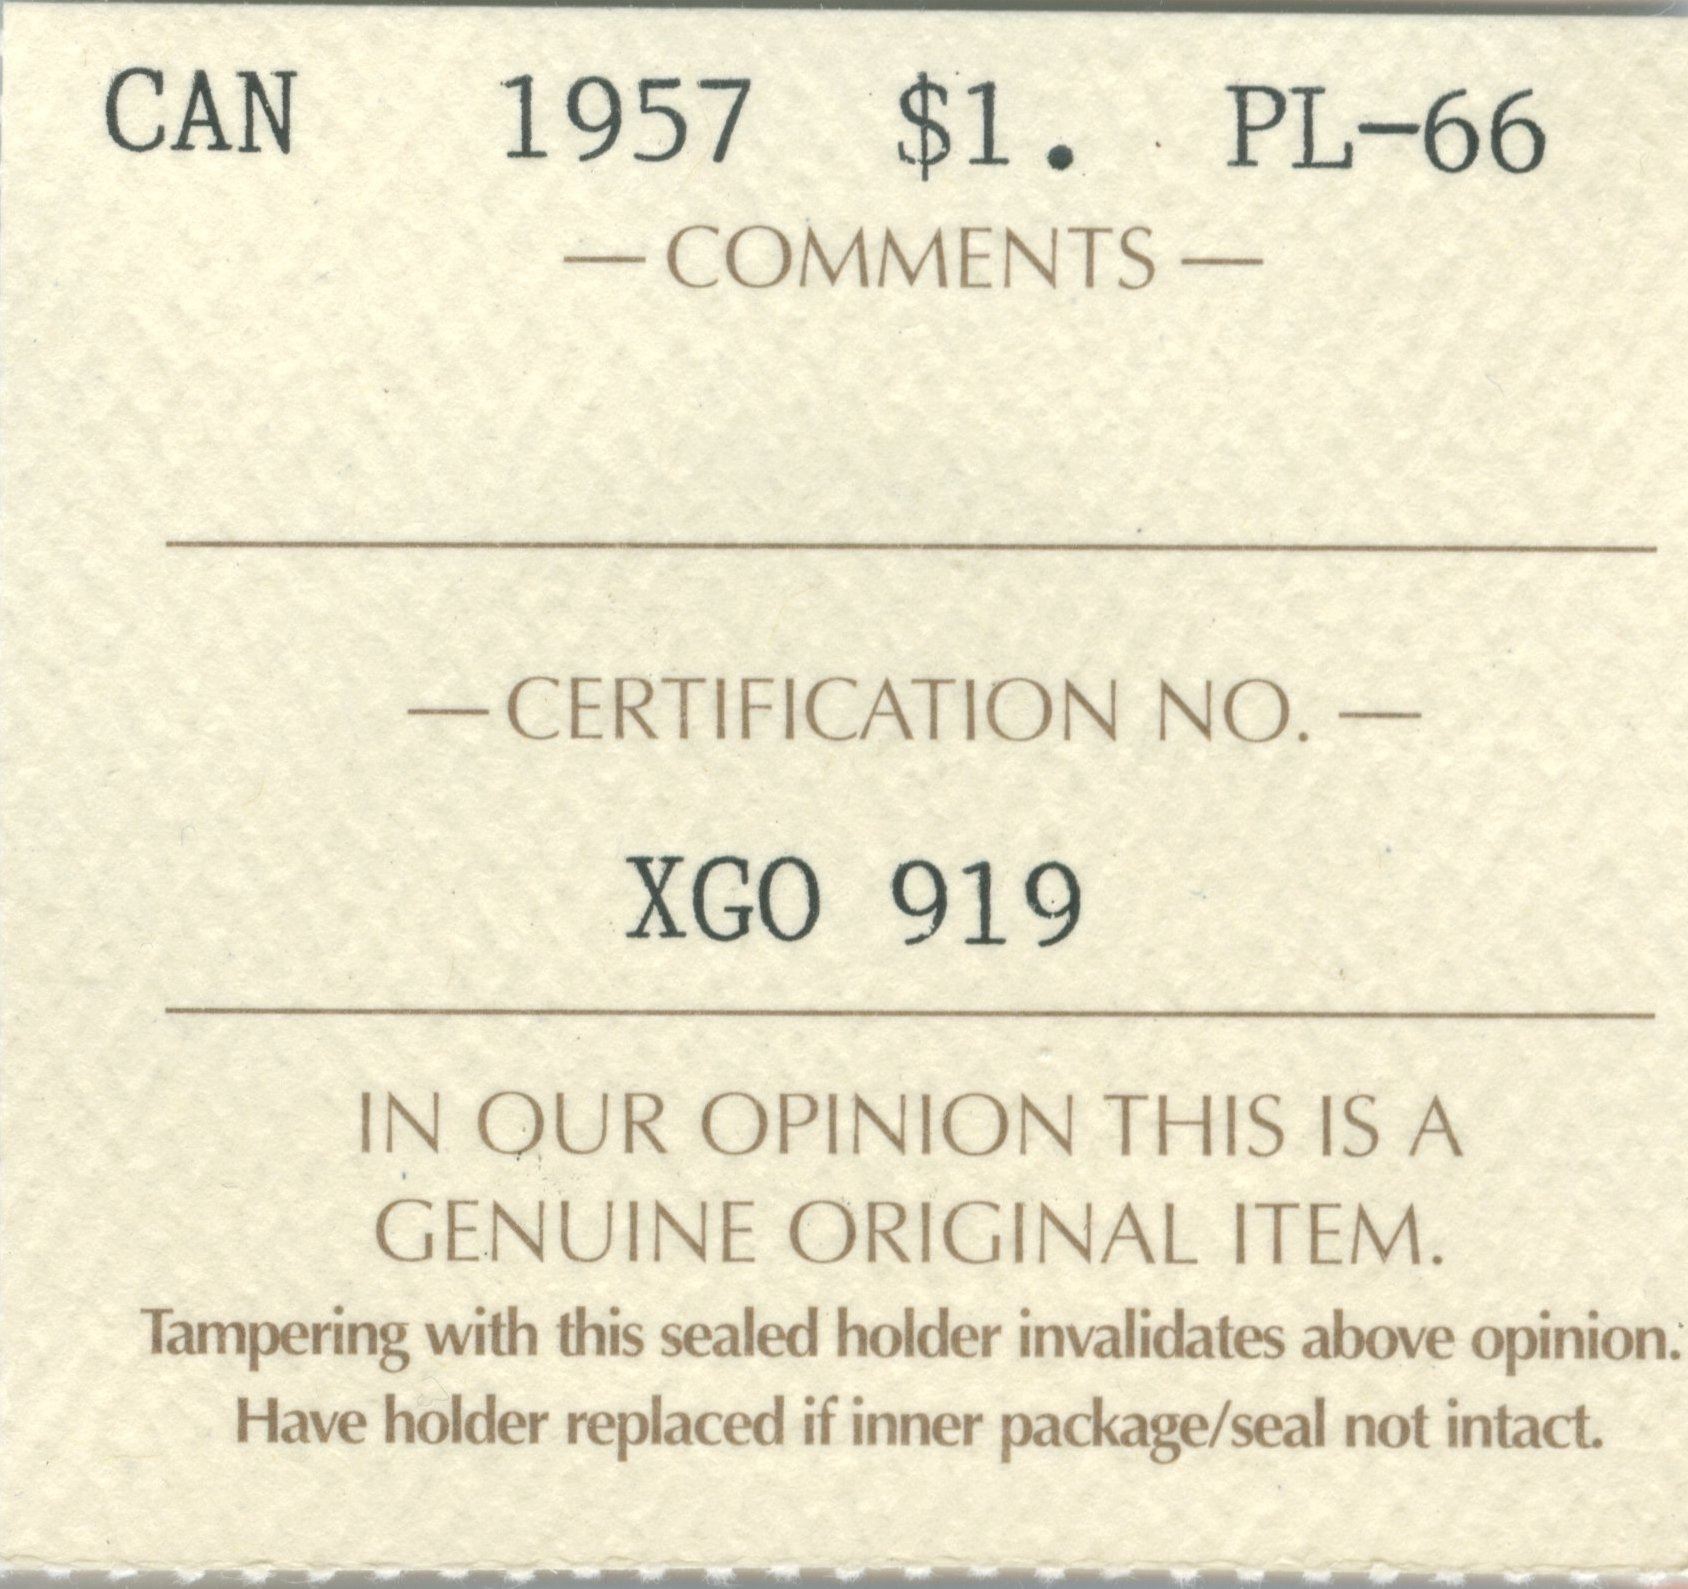 CAN 1957 $1. PL-66
— COMMENTS —
— CERTIFICATION NO. —
XGO 919
IN OUR OPINION THIS IS A
GENUINE ORIGINAL ITEM.
Tampering with this sealed holder invalidates above opinion.
Have holder replaced if inner package/seal not intact.